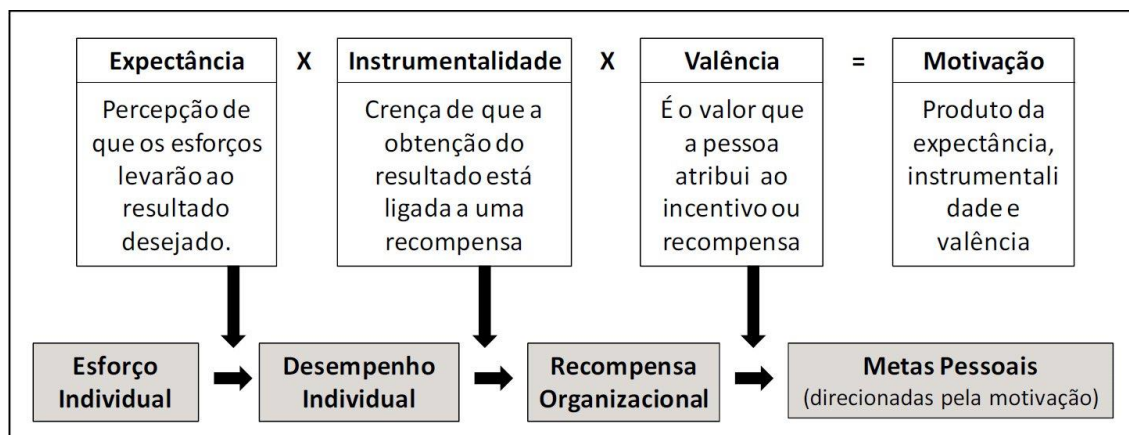 Expectância X Instrumentalidade X Valência = Motivação
Percepção de
que os esforços
levarão ao
resultado
desejado.
Crença de que a
obtenção do
resultado está
ligada a uma
recompensa
É o valor que
a pessoa
atribui ao
incentivo ou
recompensa
Produto da
expectância,
instrumentali
dade e
valência
Esforço
Individual
Desempenho
Individual
Recompensa
Organizacional
Metas Pessoais
(direcionadas pela motivação)